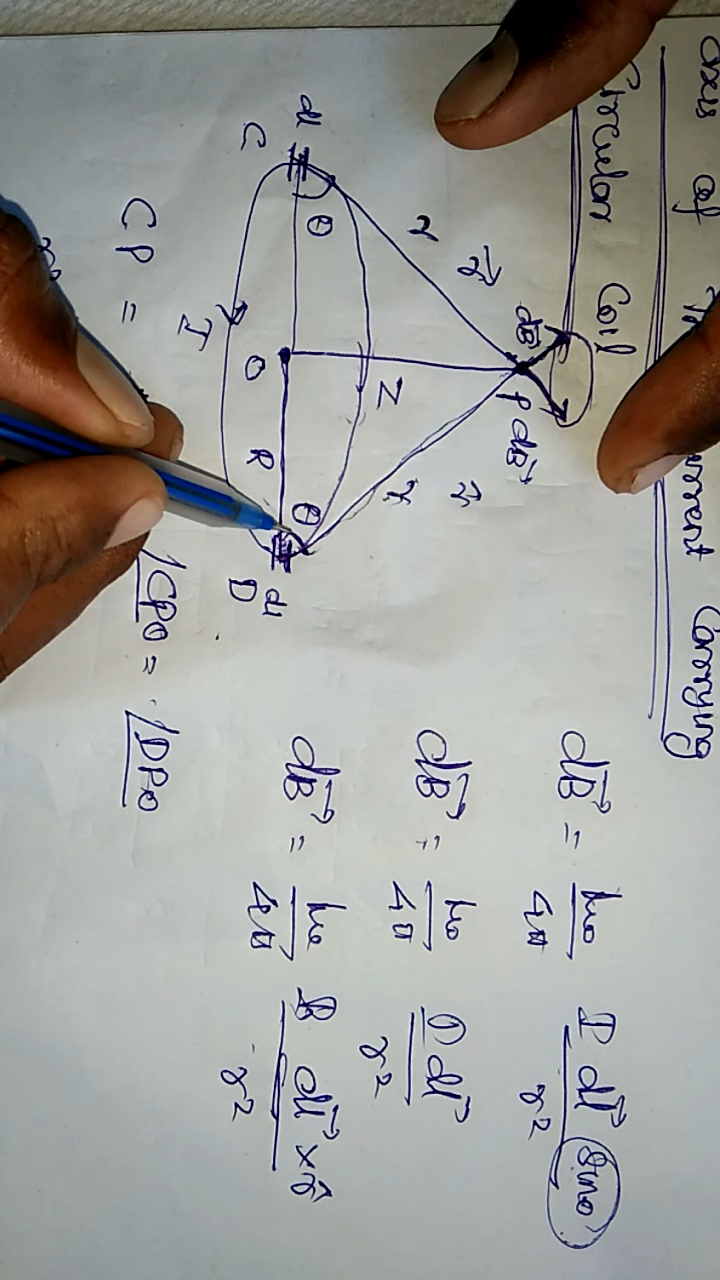 axis of Current Carrying
Circular Coil
dB⃗ dB⃗
P
r r⃗ r r⃗
Z
θ θ
dl dl
C O R D
I
CP =
∠CPO = ∠DPO
dB⃗ = μ₀/4π I dl⃗ sinθ/r²
dB⃗ = μ₀/4π I dl⃗/r²
dB⃗ = μ₀/4π dl⃗ × r̂/r²